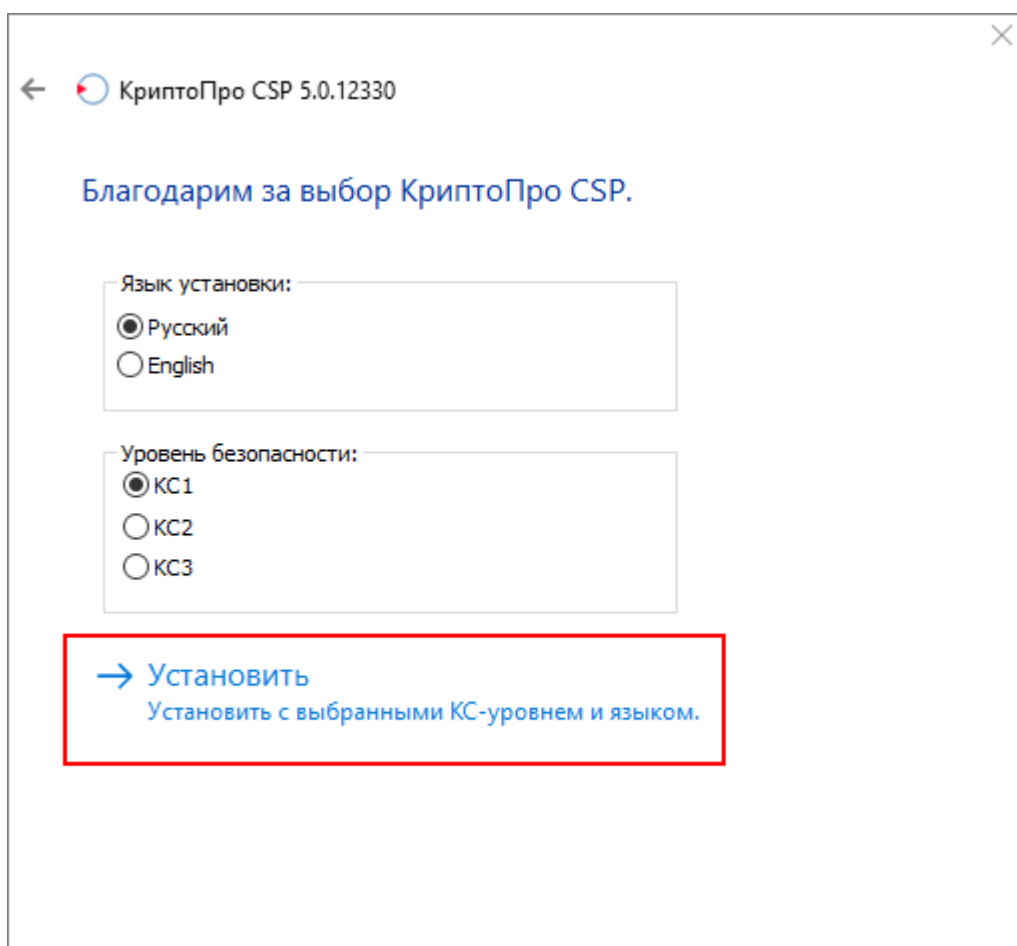 КриптоПро CSP 5.0.12330
Благодарим за выбор КриптоПро CSP.
Язык установки:
Русский
English
Уровень безопасности:
КС1
КС2
КС3
Установить
Установить с выбранными КС-уровнем и языком.